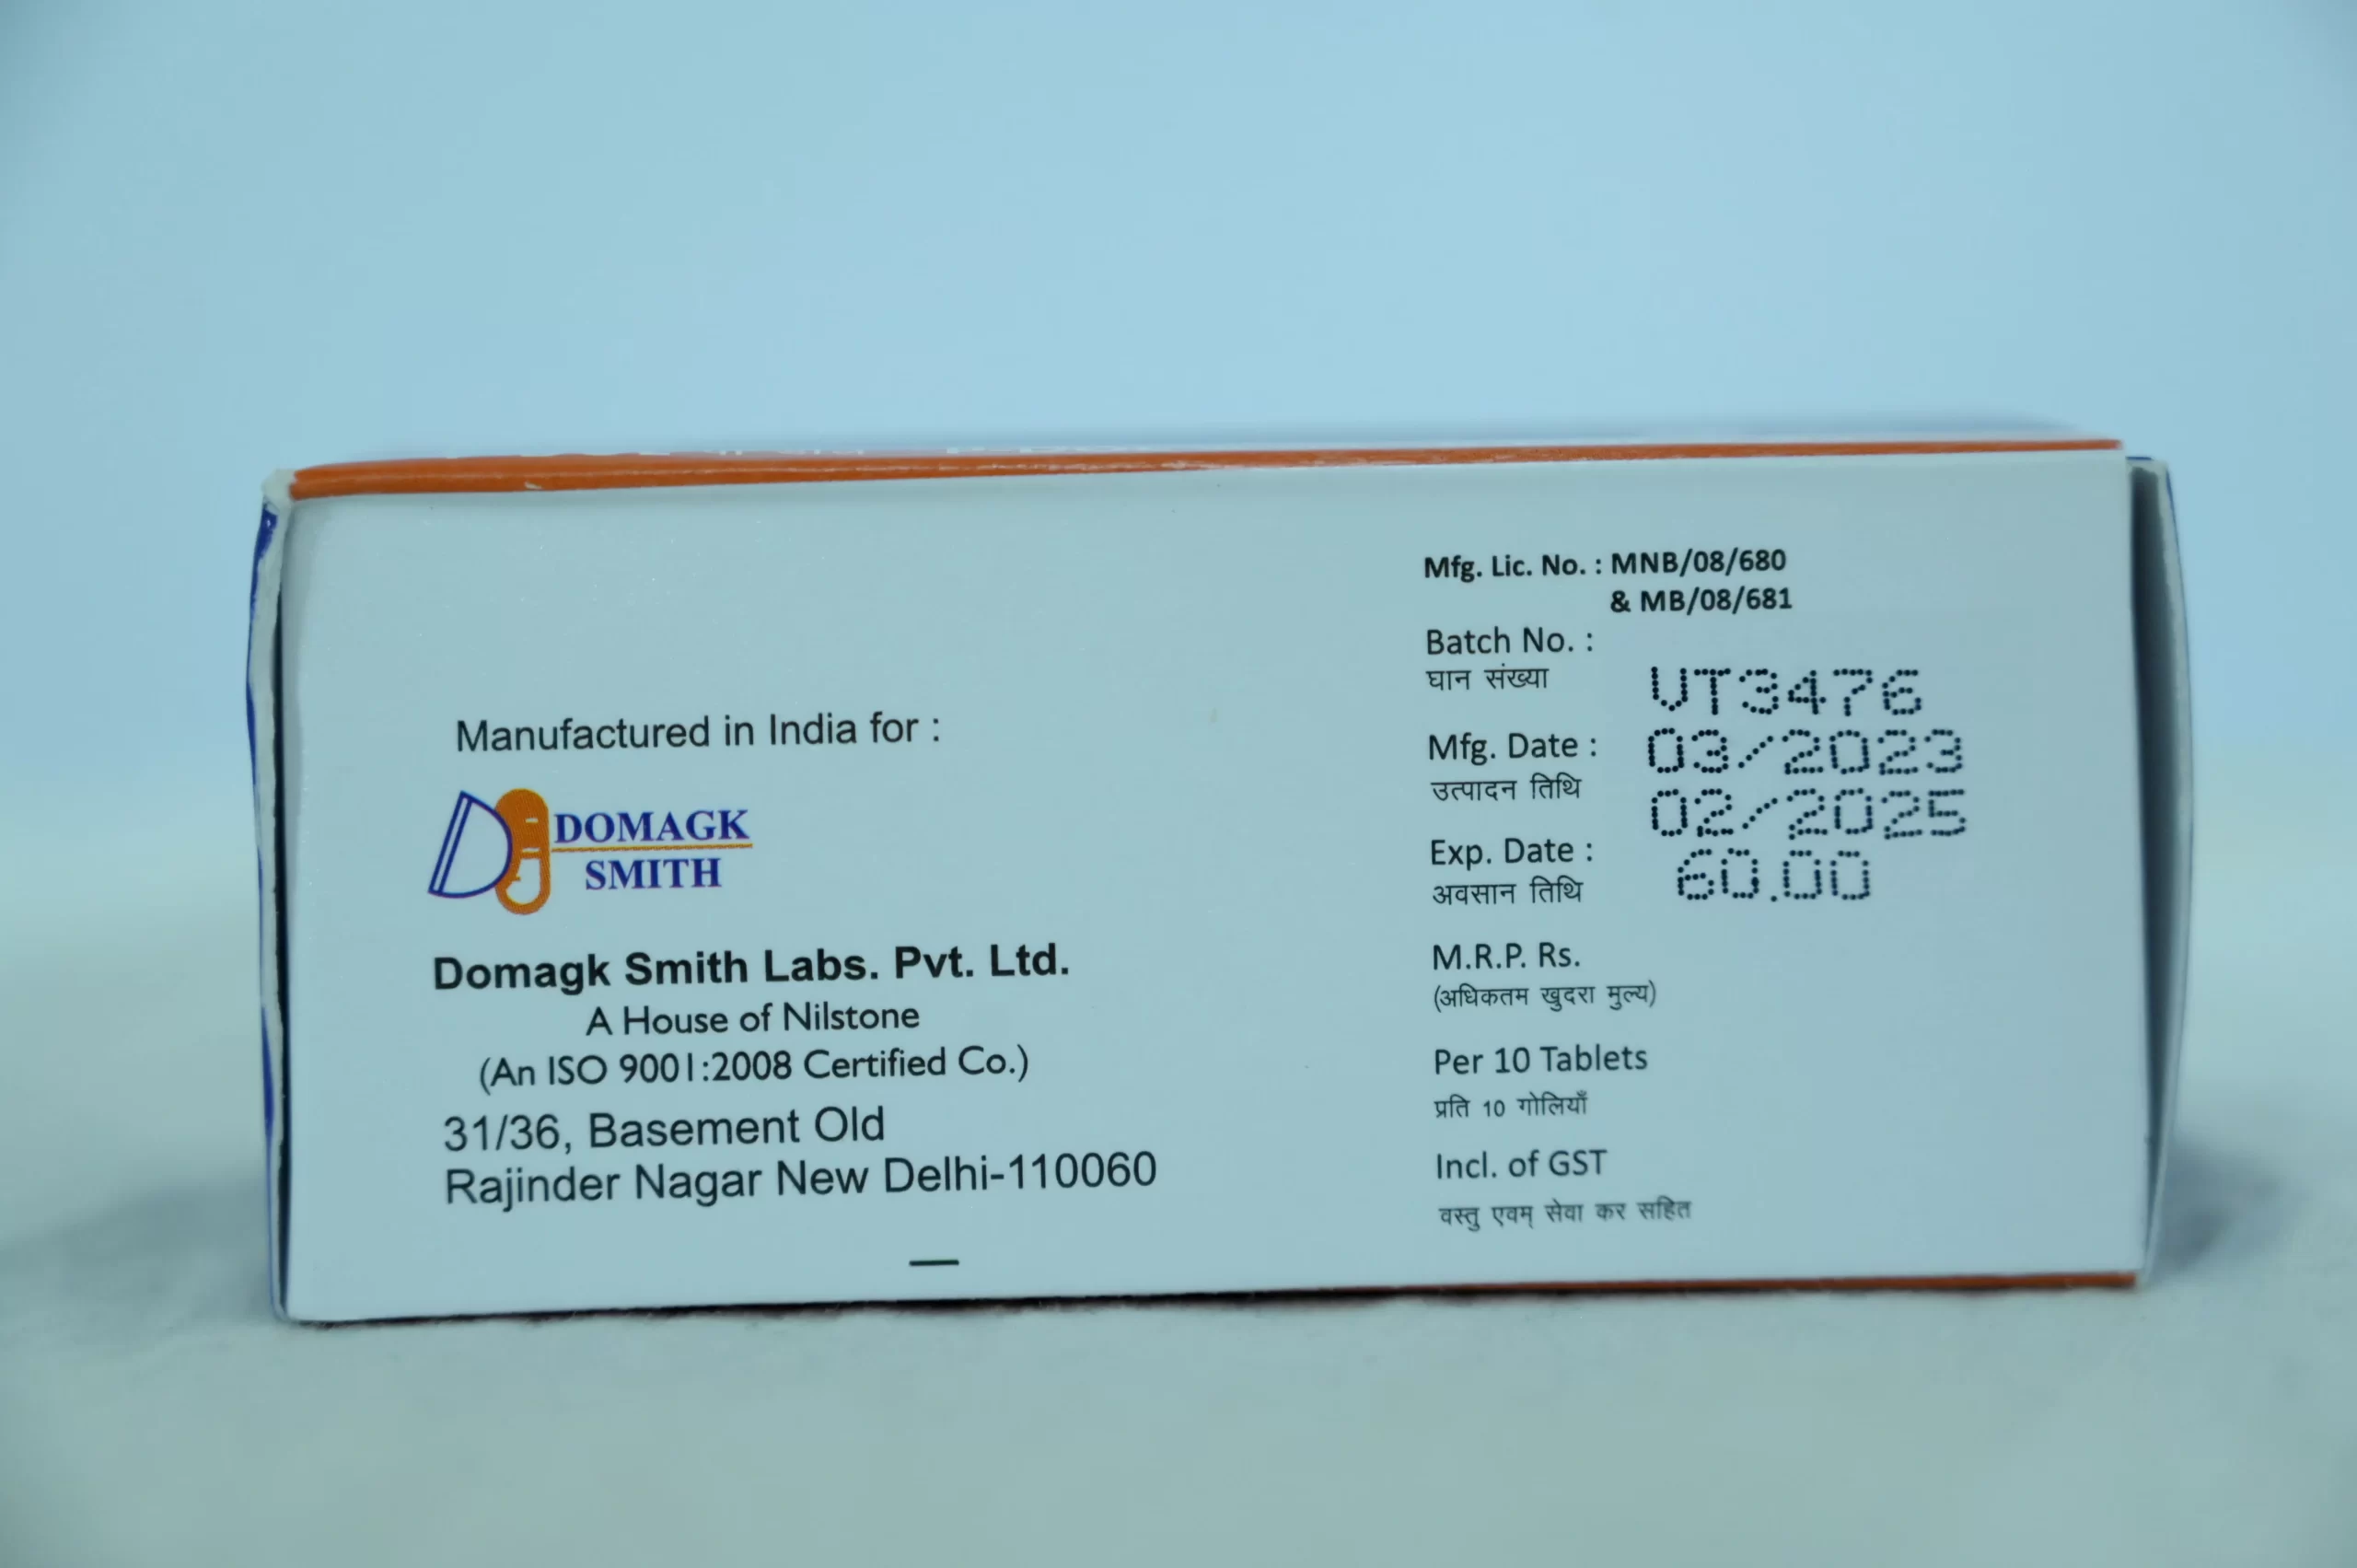 Manufactured in India for :
DOMAGK
SMITH
Domagk Smith Labs. Pvt. Ltd.
A House of Nilstone
(An ISO 9001:2008 Certified Co.)
31/36, Basement Old
Rajinder Nagar New Delhi-110060
Mfg. Lic. No. : MNB/08/680
& MB/08/681
Batch No. :
घान संख्या
VT3476
Mfg. Date : 03/2023
उत्पादन तिथि
02/2025
Exp. Date :
60.00
अवसान तिथि
M.R.P. Rs.
(अधिकतम खुदरा मुल्य)
Per 10 Tablets
प्रति 10 गोलियाँ
Incl. of GST
वस्तु एवम् सेवा कर सहित